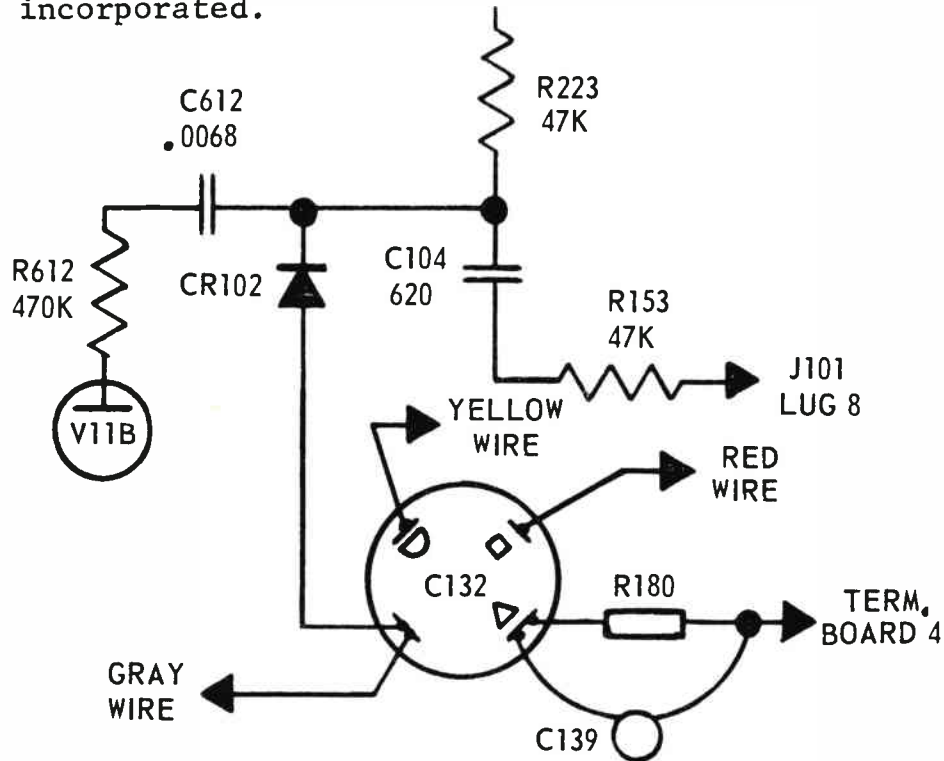 incorporated.
C612
.0068
R223
47K
R612
470K
CR102
C104
620
R153
47K
J101
LUG 8
V11B
YELLOW
WIRE
RED
WIRE
C132
R180
TERM.
BOARD 4
GRAY
WIRE
C139